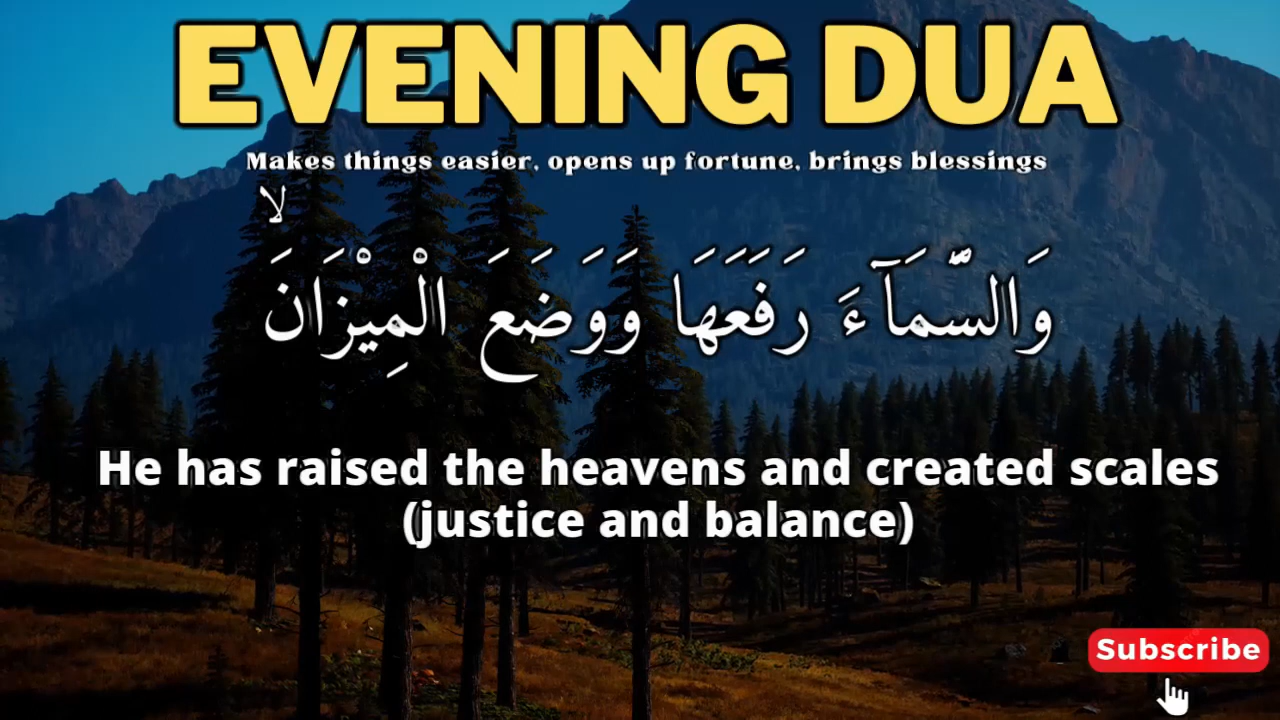 EVENING DUA
Makes things easier, opens up fortune, brings blessings
وَالسَّمَآءَ رَفَعَهَا وَوَضَعَ الْمِيْزَانَۙ
He has raised the heavens and created scales
(justice and balance)
Subscribe